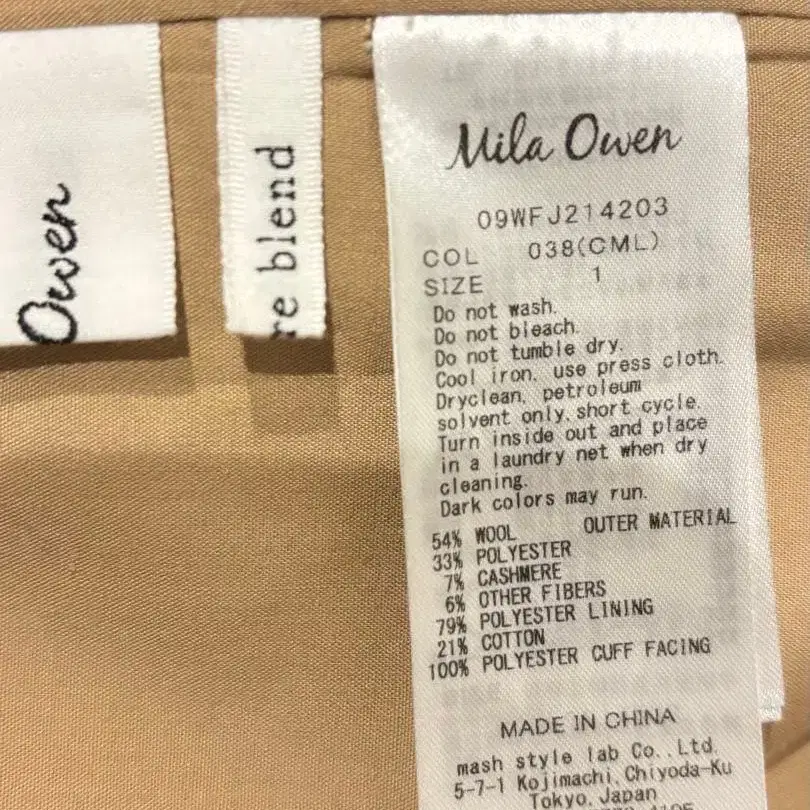 Owen
re blend
Mila Owen
09WFJ214203
COL 038(CML)
SIZE 1
Do not wash.
Do not bleach.
Do not tumble dry.
Cool iron. use press cloth.
Dryclean, petroleum
solvent only, short cycle.
Turn inside out and place
in a laundry net when dry
cleaning.
Dark colors may run.
54% WOOL OUTER MATERIAL
33% POLYESTER
7% CASHMERE
6% OTHER FIBERS
79% POLYESTER LINING
21% COTTON
100% POLYESTER CUFF FACING
MADE IN CHINA
mash style lab Co.,Ltd.
5-7-1 Kojimachi,Chiyoda-Ku
Tokyo,Japan